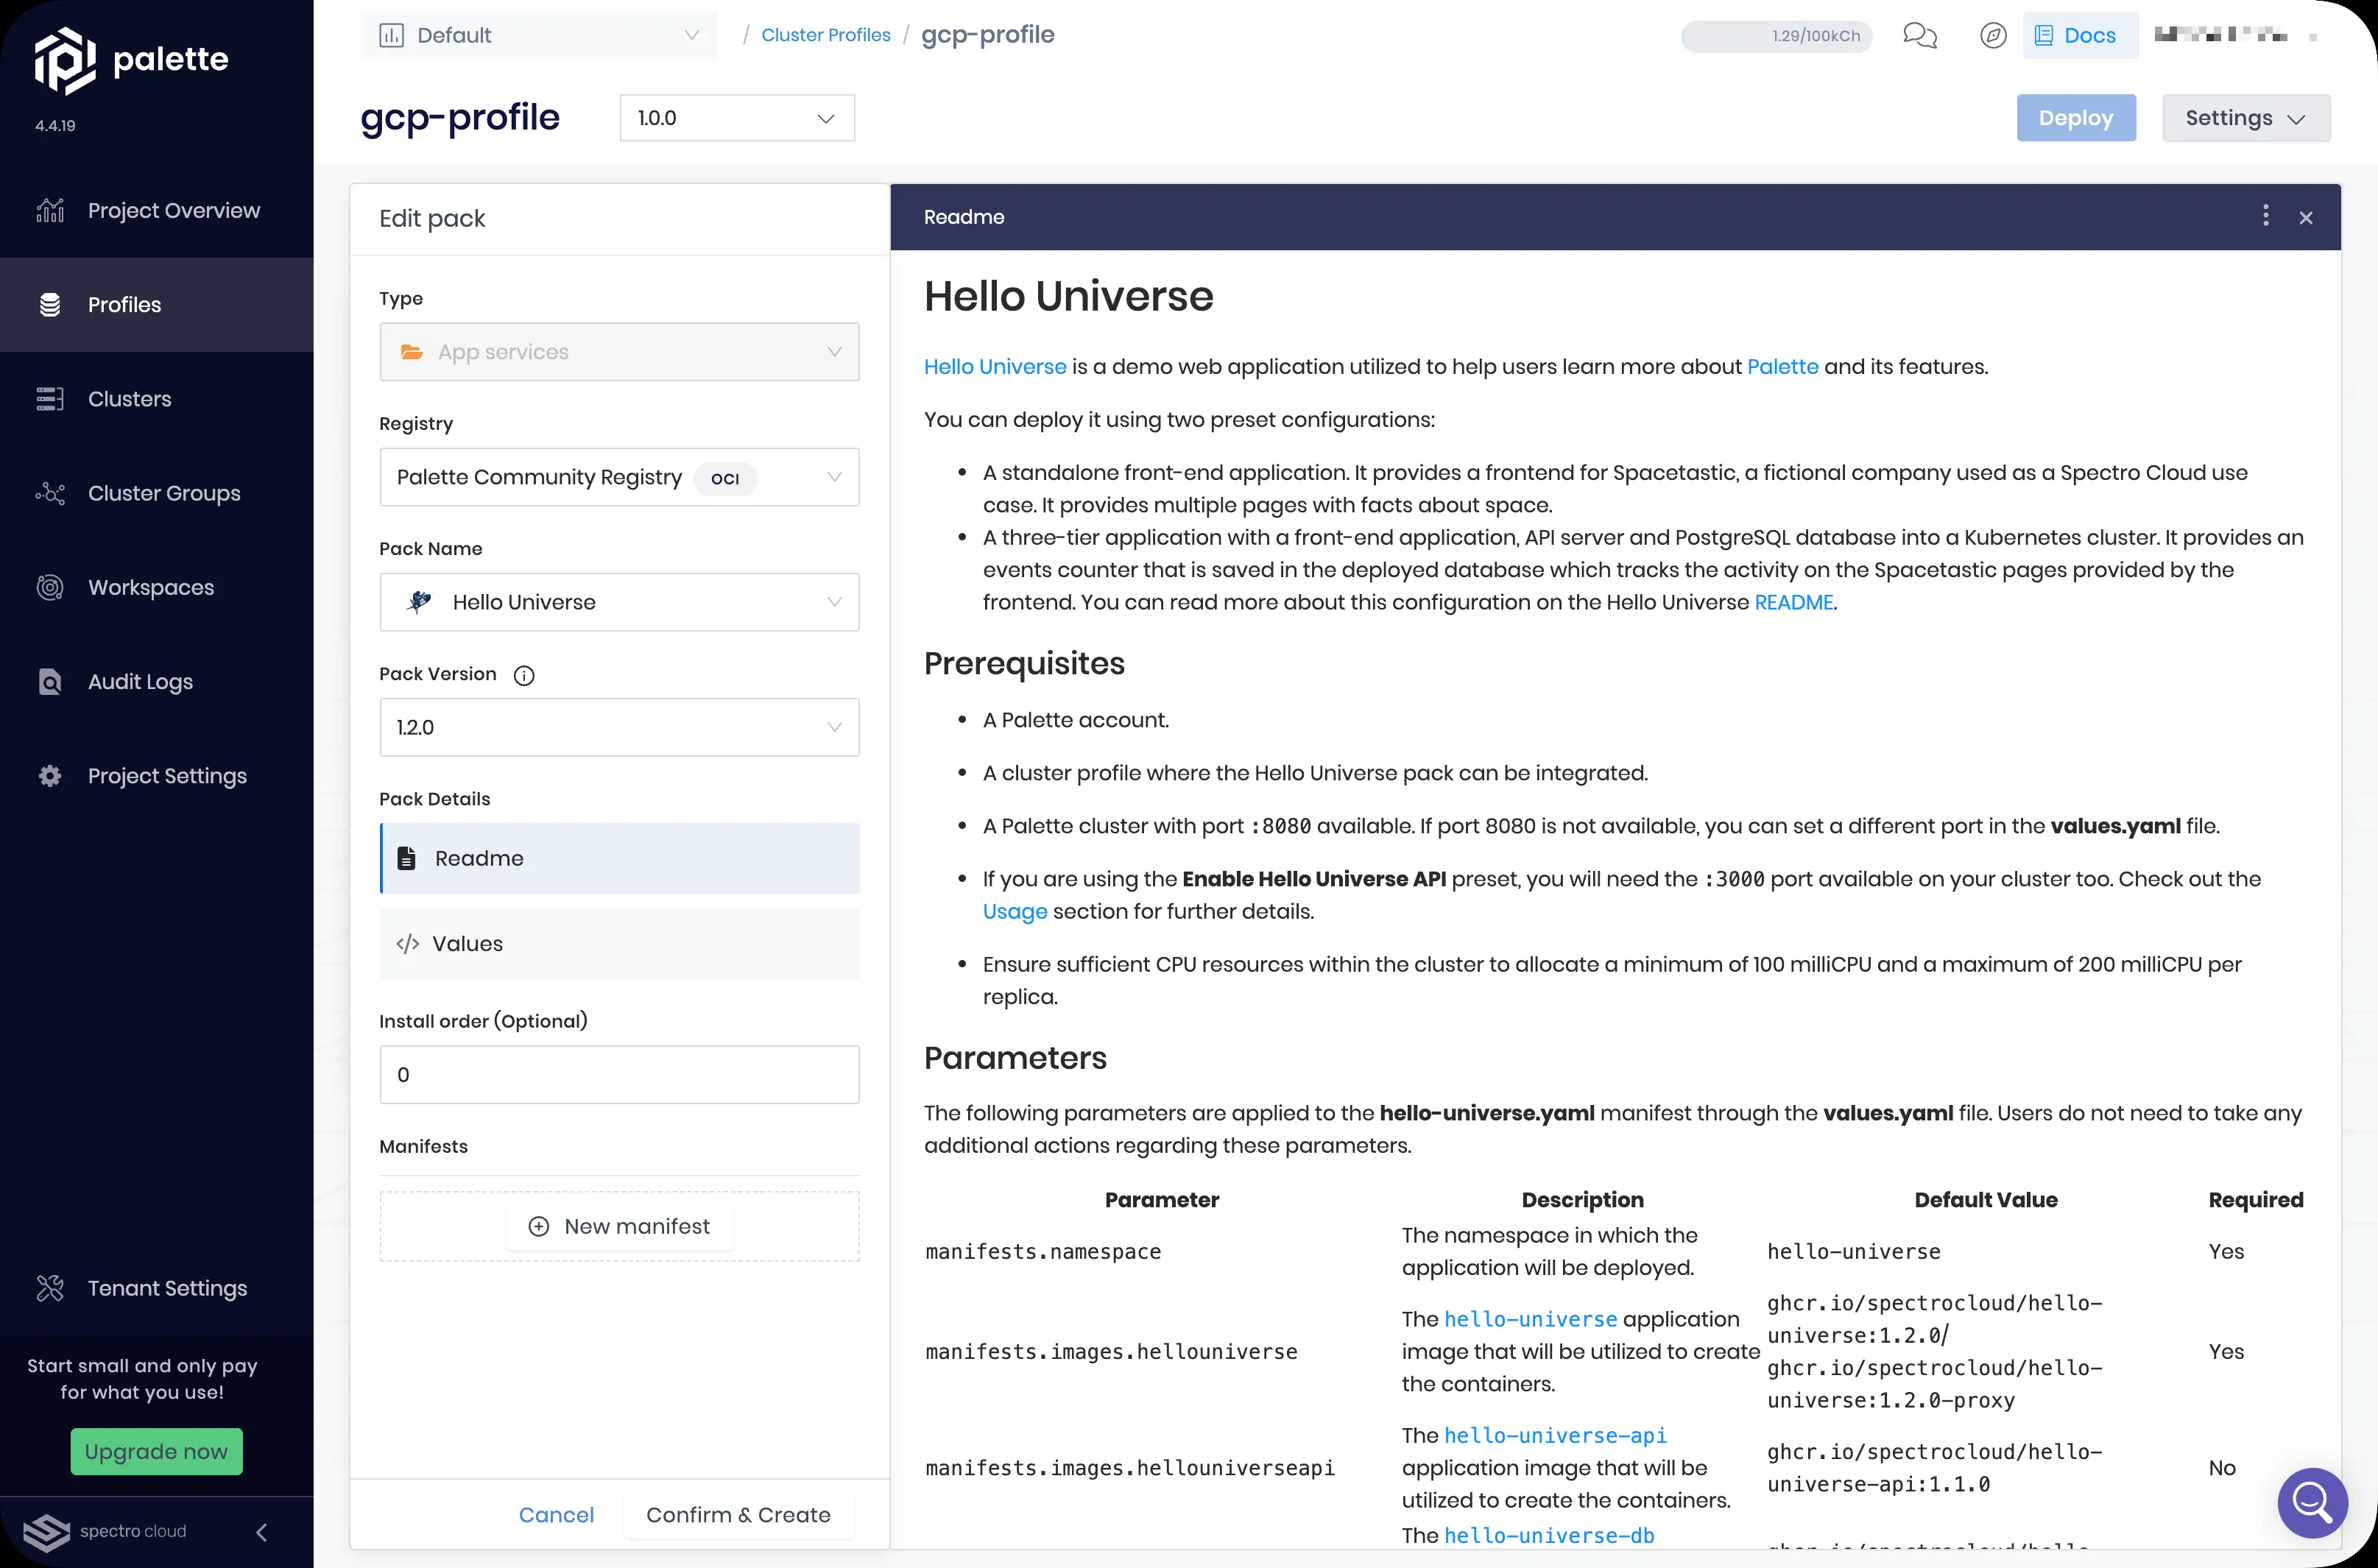 palette
4.4.19
Project Overview
Profiles
Clusters
Cluster Groups
Workspaces
Audit Logs
Project Settings
Tenant Settings
Start small and only pay
for what you use!
Upgrade now
spectro cloud
Default
/ Cluster Profiles / gcp-profile
1.29/100kCh
Docs
gcp-profile
1.0.0
Deploy
Settings
Edit pack
Type
App services
Registry
Palette Community Registry OCI
Pack Name
Hello Universe
Pack Version
1.2.0
Pack Details
Readme
</> Values
Install order (Optional)
0
Manifests
New manifest
Cancel
Confirm & Create
Readme
Hello Universe
Hello Universe is a demo web application utilized to help users learn more about Palette and its features.
You can deploy it using two preset configurations:
• A standalone front-end application. It provides a frontend for Spacetastic, a fictional company used as a Spectro Cloud use
case. It provides multiple pages with facts about space.
• A three-tier application with a front-end application, API server and PostgreSQL database into a Kubernetes cluster. It provides an
events counter that is saved in the deployed database which tracks the activity on the Spacetastic pages provided by the
frontend. You can read more about this configuration on the Hello Universe README.
Prerequisites
• A Palette account.
• A cluster profile where the Hello Universe pack can be integrated.
• A Palette cluster with port :8080 available. If port 8080 is not available, you can set a different port in the values.yaml file.
• If you are using the Enable Hello Universe API preset, you will need the :3000 port available on your cluster too. Check out the
Usage section for further details.
• Ensure sufficient CPU resources within the cluster to allocate a minimum of 100 milliCPU and a maximum of 200 milliCPU per
replica.
Parameters
The following parameters are applied to the hello-universe.yaml manifest through the values.yaml file. Users do not need to take any
additional actions regarding these parameters.
Parameter Description Default Value Required
manifests.namespace
The namespace in which the
application will be deployed.
hello-universe
Yes
manifests.images.hellouniverse
The hello-universe application
image that will be utilized to create
the containers.
ghcr.io/spectrocloud/hello-
universe:1.2.0/
ghcr.io/spectrocloud/hello-
universe:1.2.0-proxy
Yes
manifests.images.hellouniverseapi
The hello-universe-api
application image that will be
utilized to create the containers.
ghcr.io/spectrocloud/hello-
universe-api:1.1.0
No
The hello-universe-db